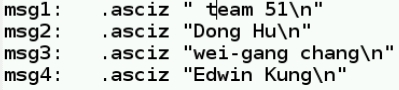 msg1:   .asciz " team 51\n"
msg2:   .asciz "Dong Hu\n"
msg3:   .asciz "wei-gang chang\n"
msg4:   .asciz "Edwin Kung\n"